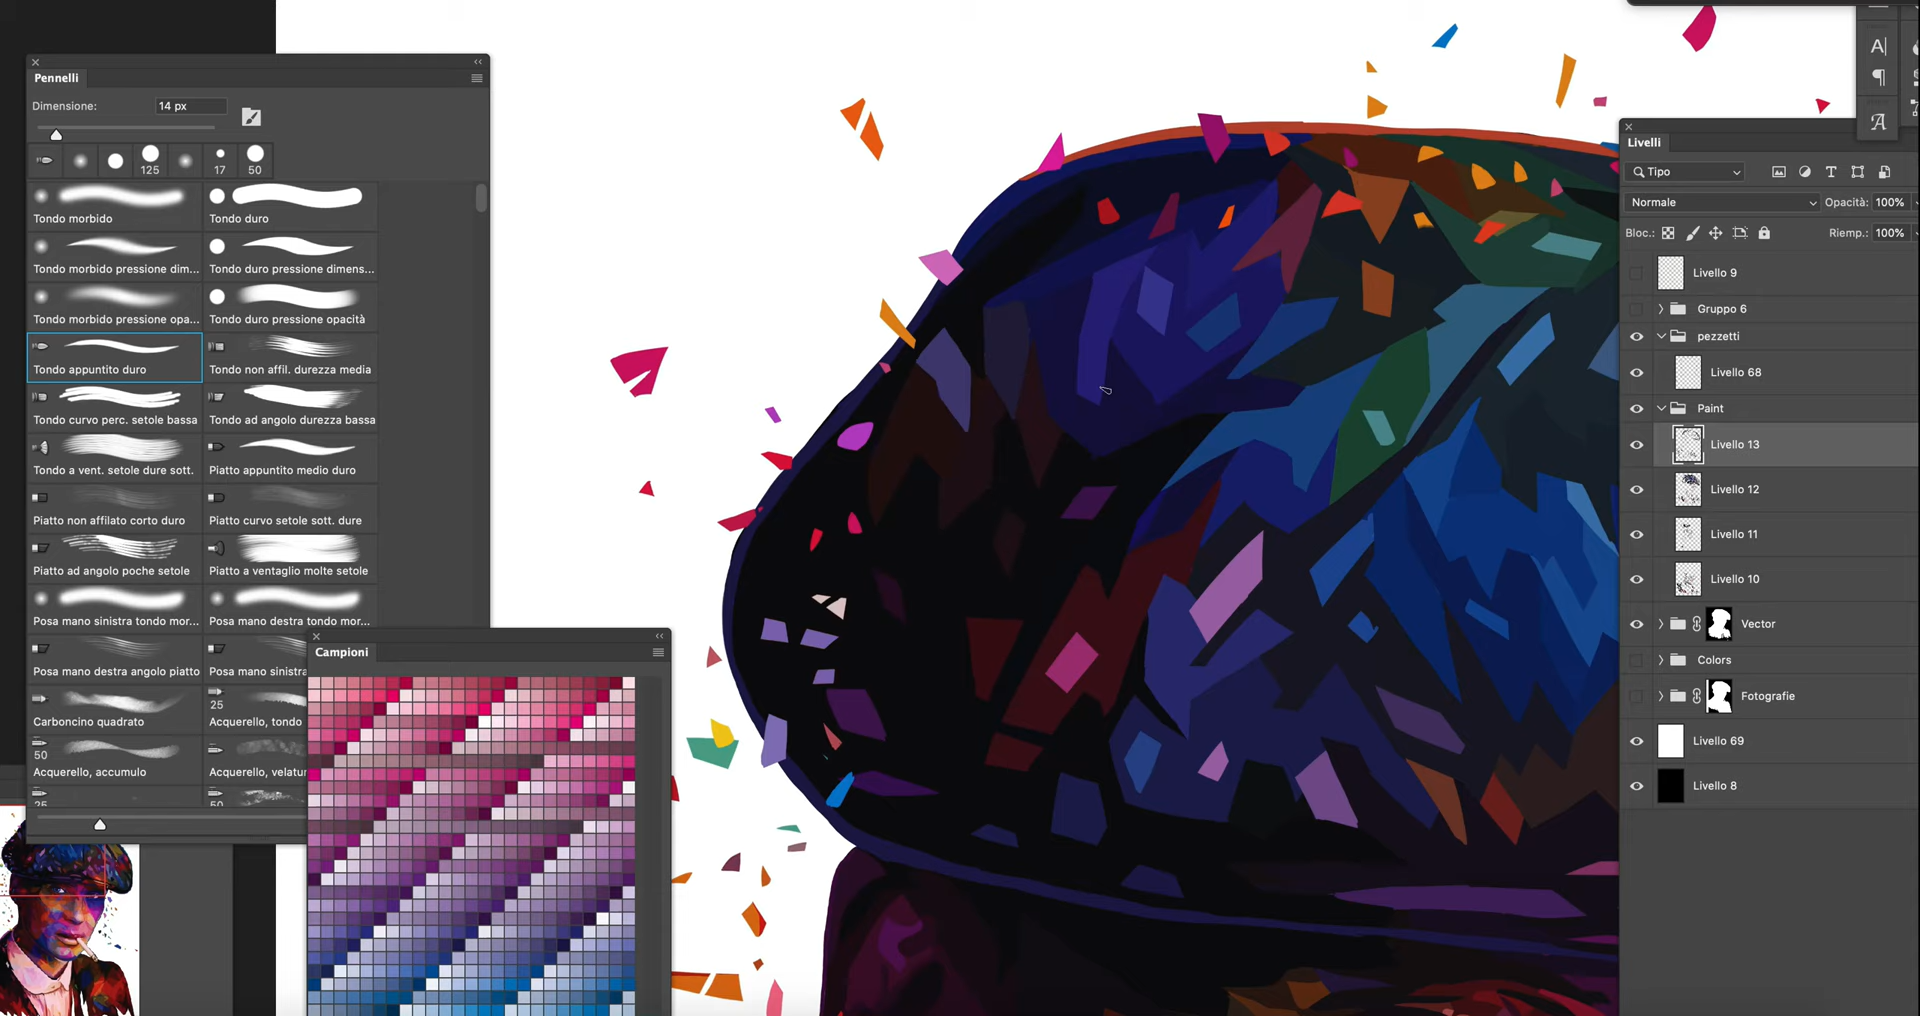 Pennelli
Dimensione: 14 px
125 17 50
Tondo morbido
Tondo duro
Tondo morbido pressione dim...
Tondo duro pressione dimens...
Tondo morbido pressione opa...
Tondo duro pressione opacità
Tondo appuntito duro
Tondo non affil. durezza media
Tondo curvo perc. setole bassa
Tondo ad angolo durezza bassa
Tondo a vent. setole dure sott.
Piatto appuntito medio duro
Piatto non affilato corto duro
Piatto curvo setole sott. dure
Piatto ad angolo poche setole
Piatto a ventaglio molte setole
Posa mano sinistra tondo mor...
Posa mano destra tondo mor...
Posa mano destra angolo piatto
Posa mano sinistra
Carboncino quadrato
25
Acquerello, tondo
50
Acquerello, accumulo
Acquerello, velatu
25
50
Campioni
Livelli
Tipo
Normale Opacità: 100%
Bloc.: Riemp.: 100%
Livello 9
Gruppo 6
pezzetti
Livello 68
Paint
Livello 13
Livello 12
Livello 11
Livello 10
Vector
Colors
Fotografie
Livello 69
Livello 8